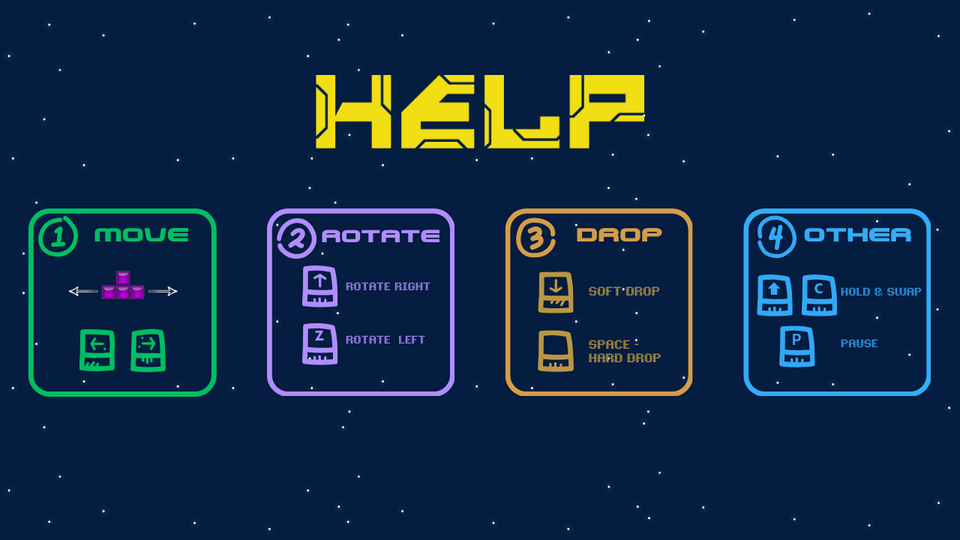 HELP
1 MOVE
2 ROTATE
ROTATE RIGHT
Z ROTATE LEFT
3 DROP
SOFT DROP
SPACE -
HARD DROP
4 OTHER
C HOLD & SWAP
P PAUSE